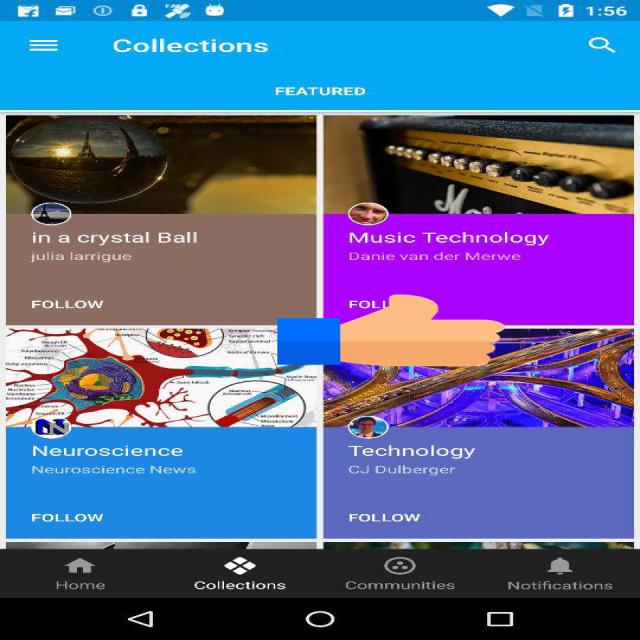 1:56
Collections
FEATURED
in a crystal Ball
julia larrigue
FOLLOW
Music Technology
Danie van der Merwe
FOLL
Neuroscience
Neuroscience News
FOLLOW
Technology
CJ Dulberger
FOLLOW
Home
Collections
Communities
Notifications